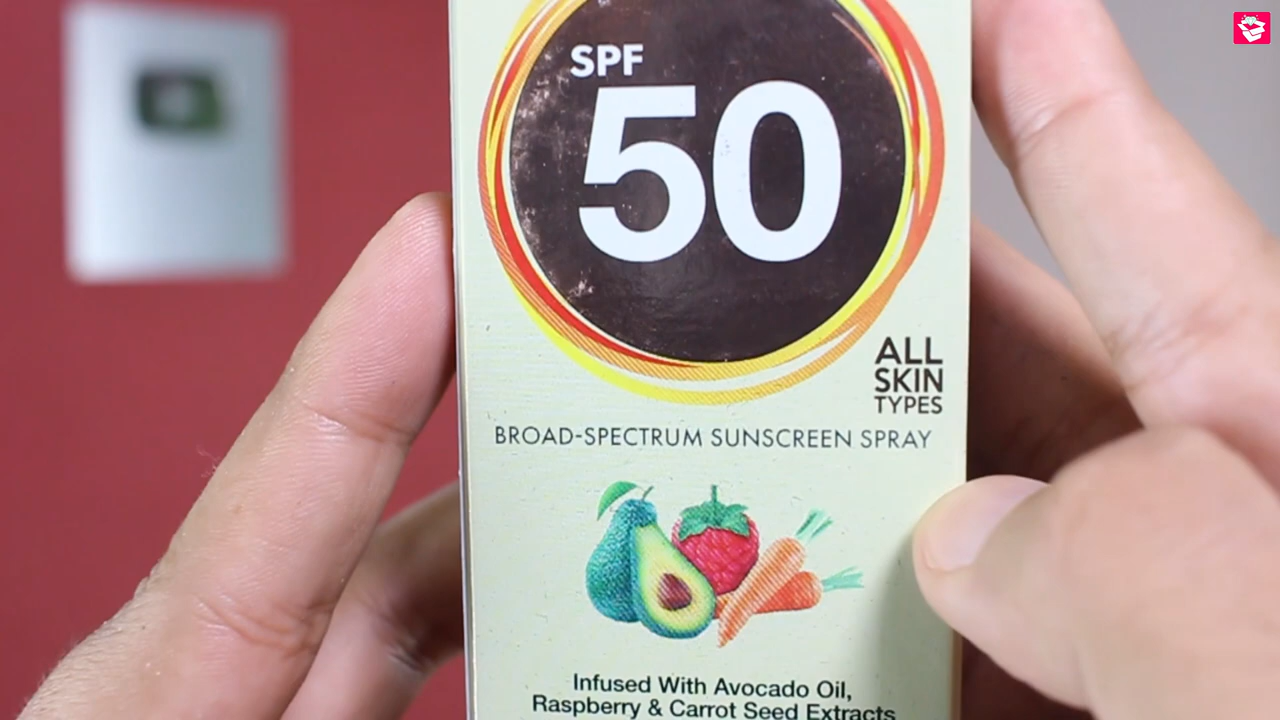 SPF
50
ALL
SKIN
TYPES
BROAD-SPECTRUM SUNSCREEN SPRAY
Infused With Avocado Oil,
Raspberry & Carrot Seed Extracts